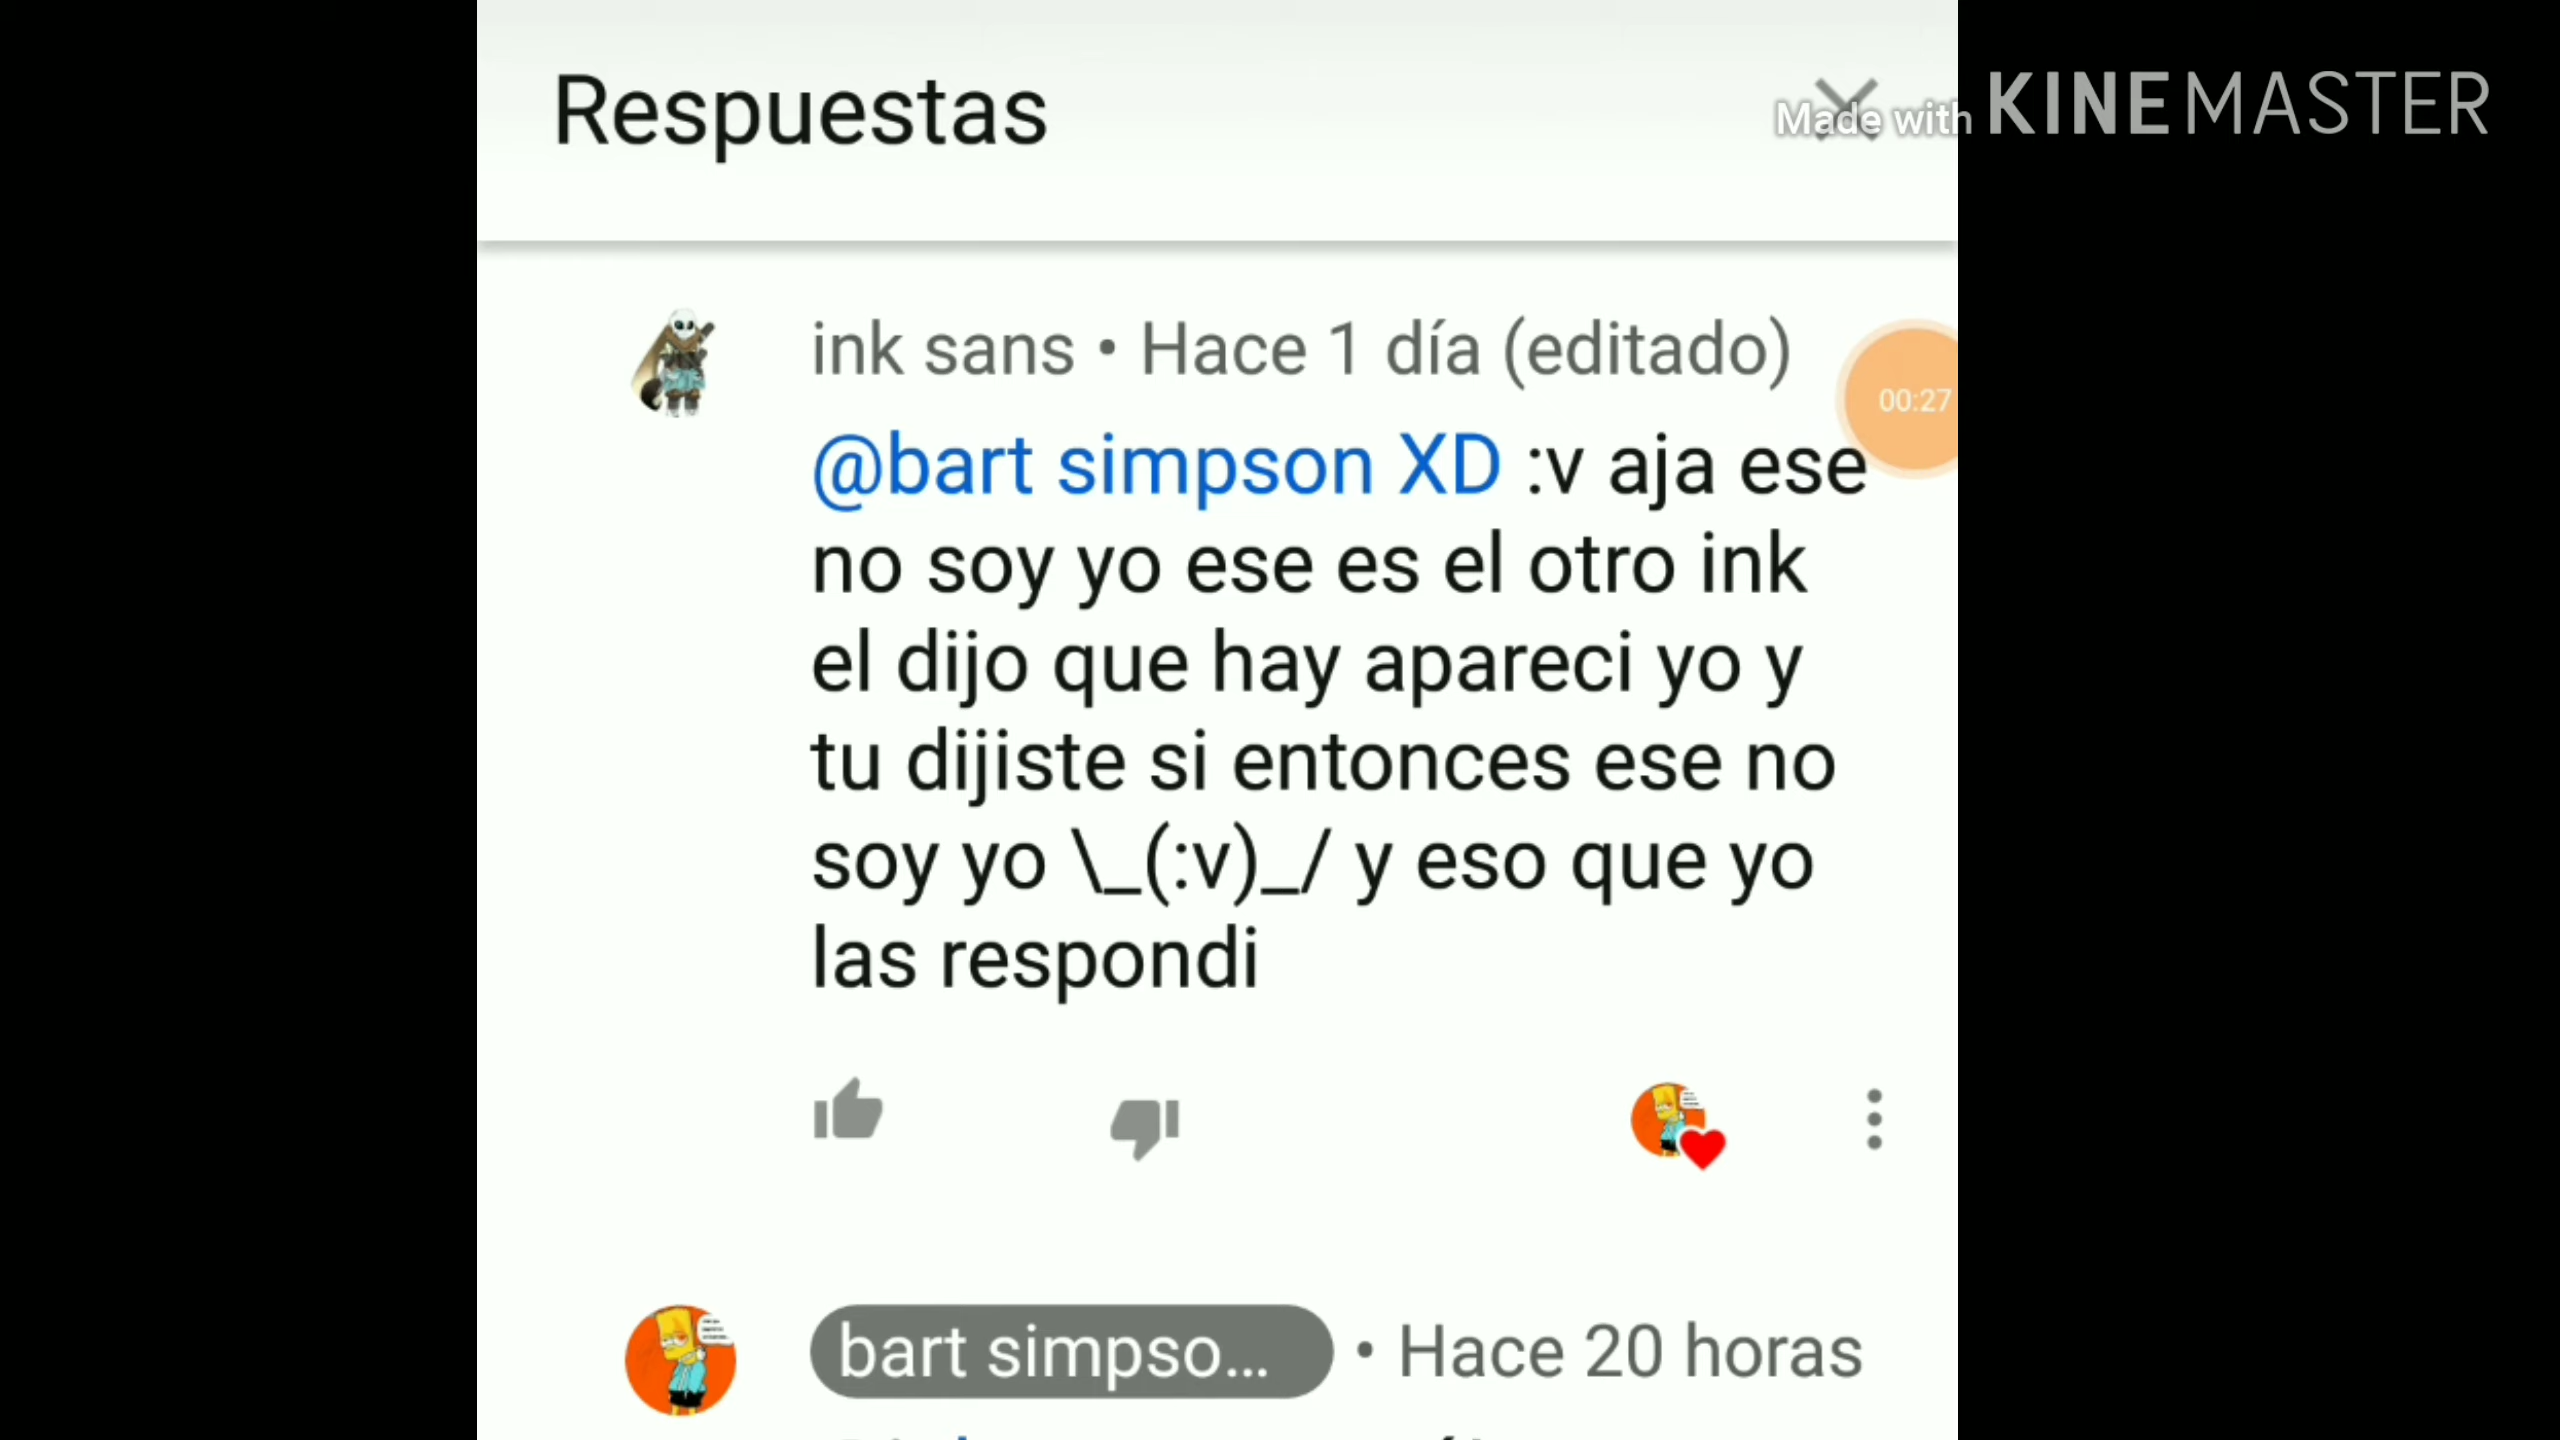 Respuestas
Made with KINEMASTER
ink sans • Hace 1 día (editado)
00:27
@bart simpson XD :v aja ese
no soy yo ese es el otro ink
el dijo que hay apareci yo y
tu dijiste si entonces ese no
soy yo \_(:v)_/ y eso que yo
las respondi
bart simpso... • Hace 20 horas